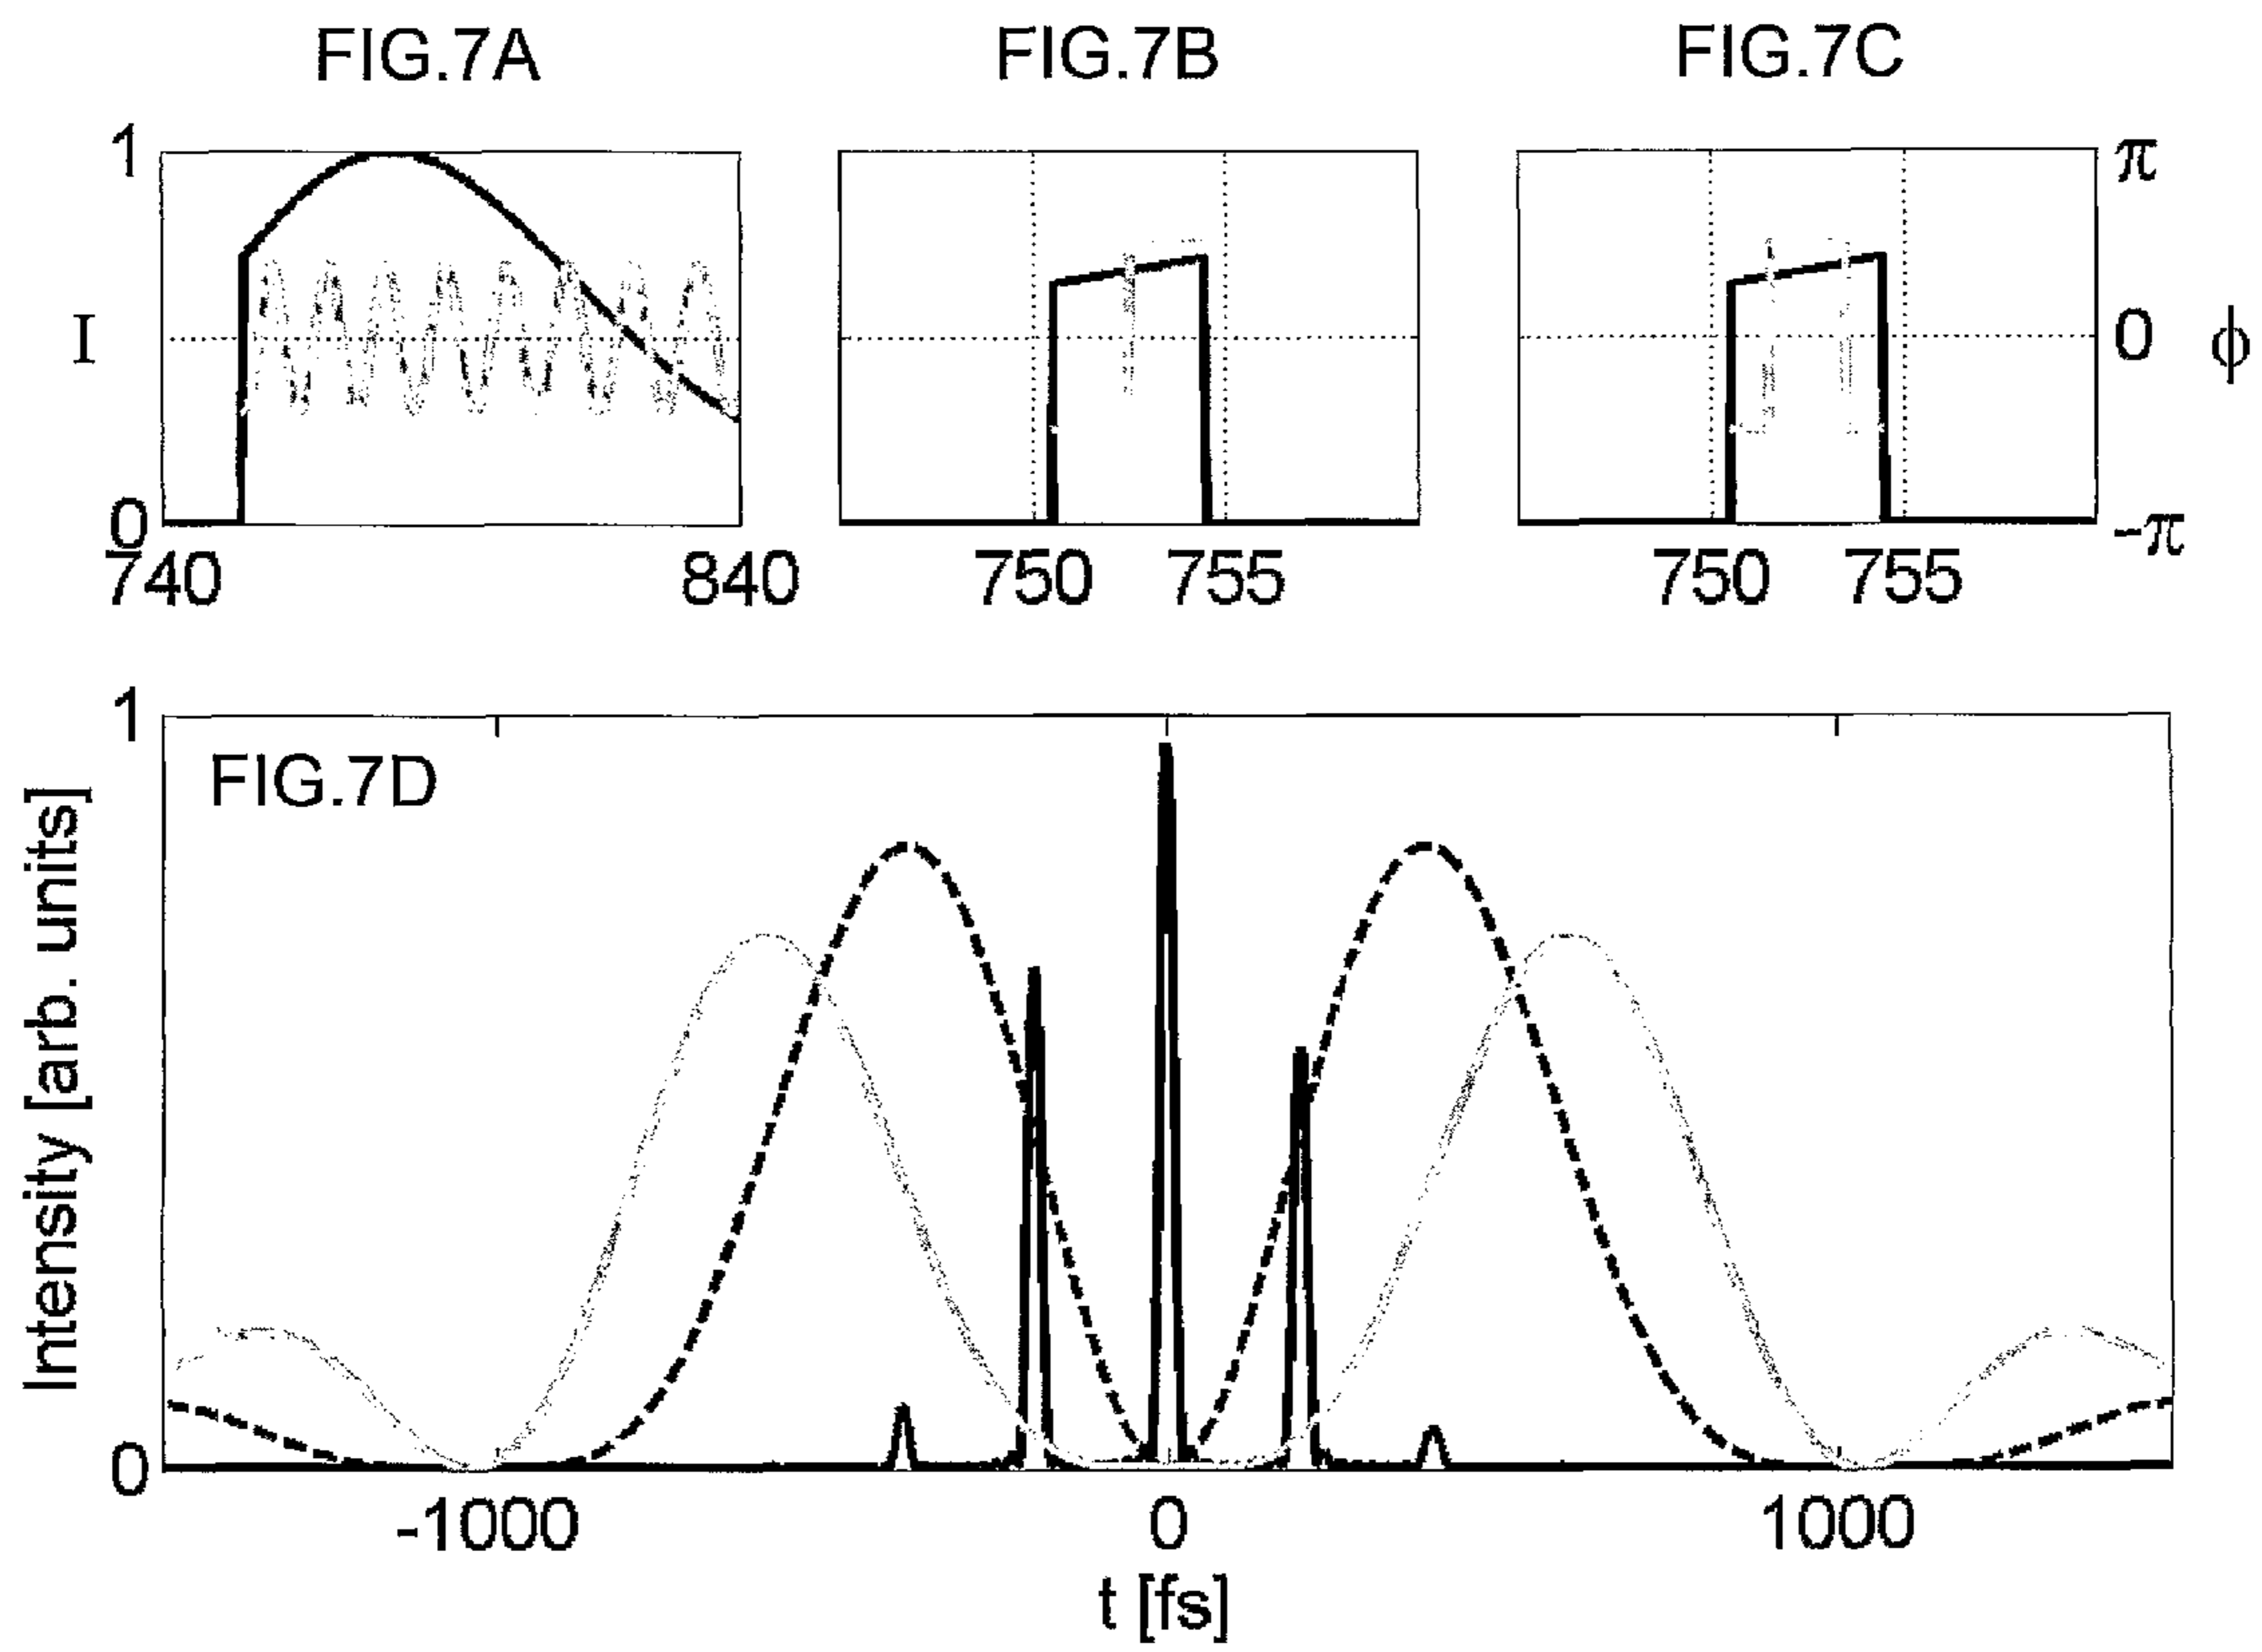 FIG.7A FIG.7B FIG.7C
1 π
I 0 ϕ
0 -π
740 840 750 755 750 755
1
FIG.7D
Intensity [arb. units]
0
-1000 0 1000
t [fs]